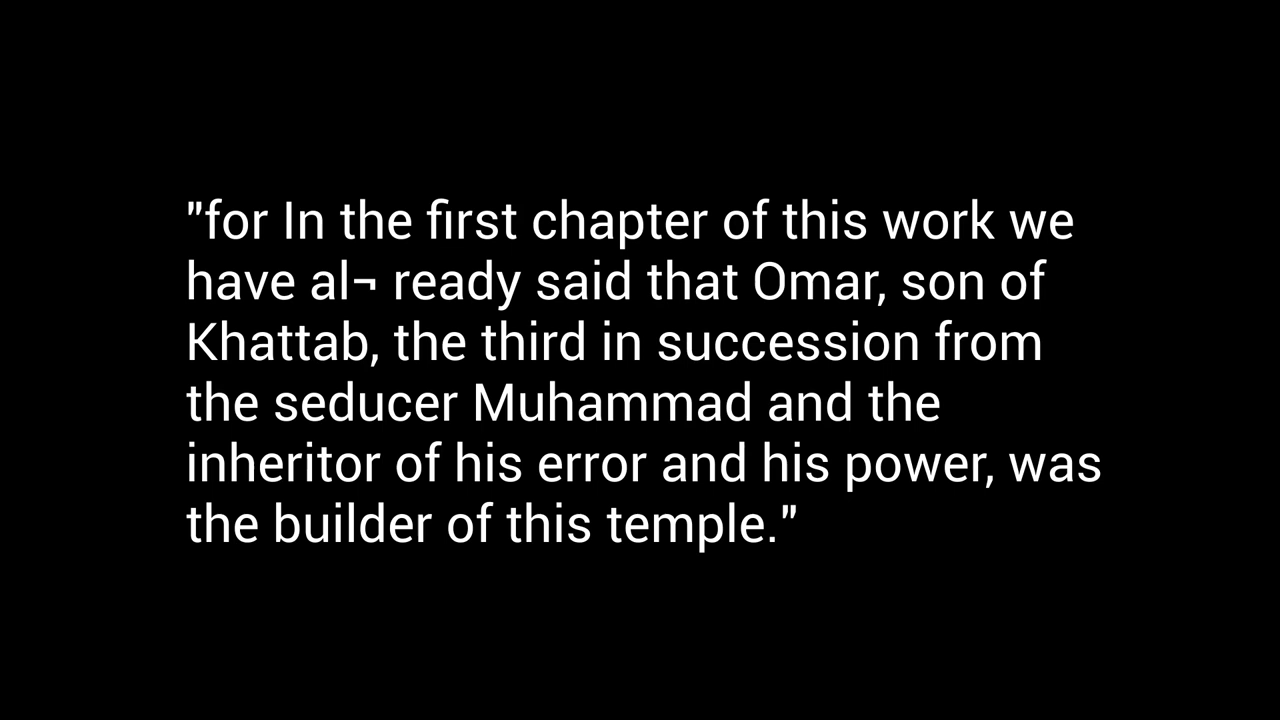 "for In the first chapter of this work we
have al¬ ready said that Omar, son of
Khattab, the third in succession from
the seducer Muhammad and the
inheritor of his error and his power, was
the builder of this temple."